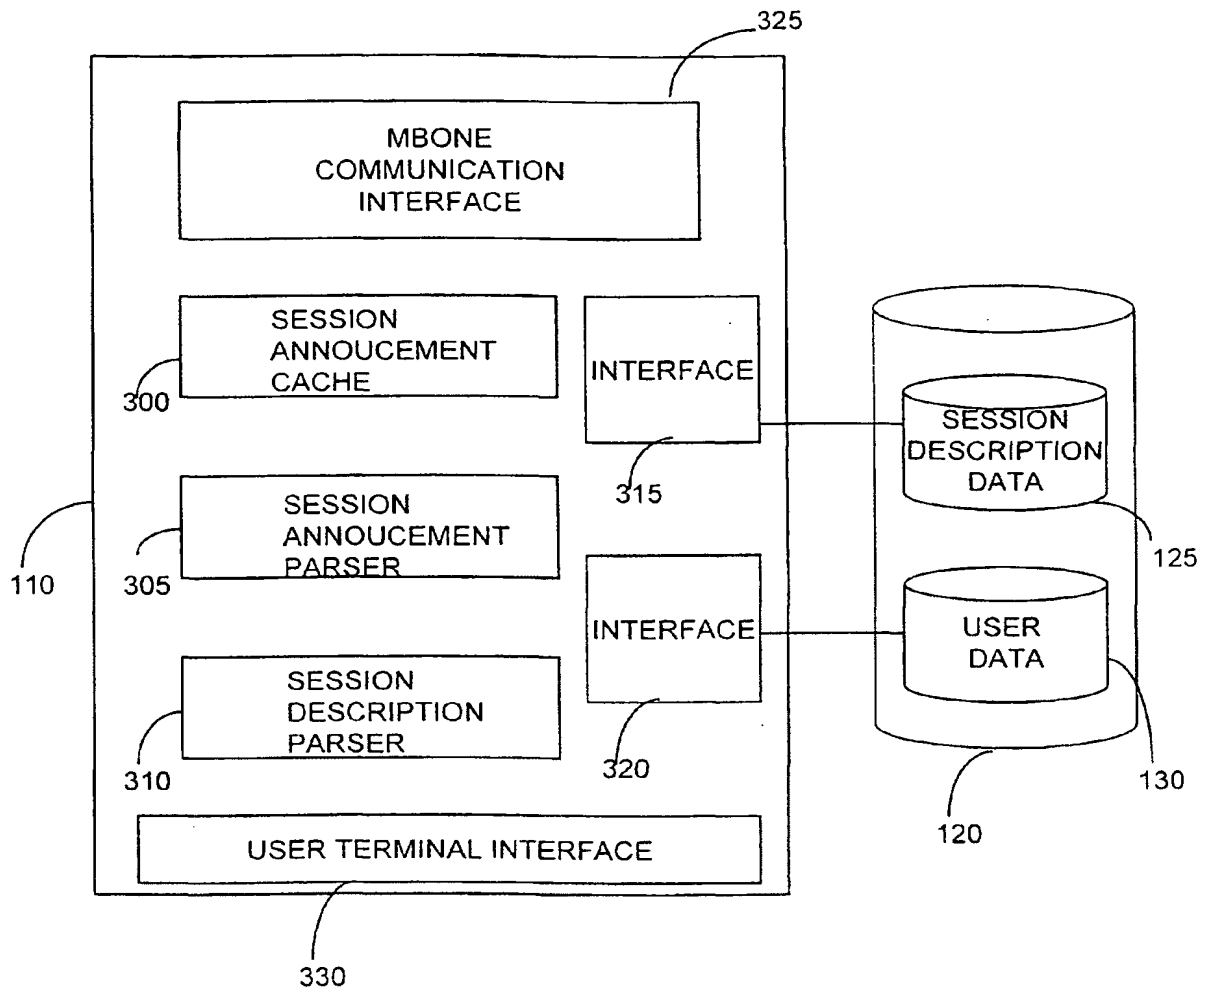 325
MBONE
COMMUNICATION
INTERFACE
SESSION
ANNOUCEMENT
CACHE
300
INTERFACE
315
SESSION
DESCRIPTION
DATA
125
SESSION
ANNOUCEMENT
PARSER
305
110
INTERFACE
320
USER
DATA
130
120
SESSION
DESCRIPTION
PARSER
310
USER TERMINAL INTERFACE
330